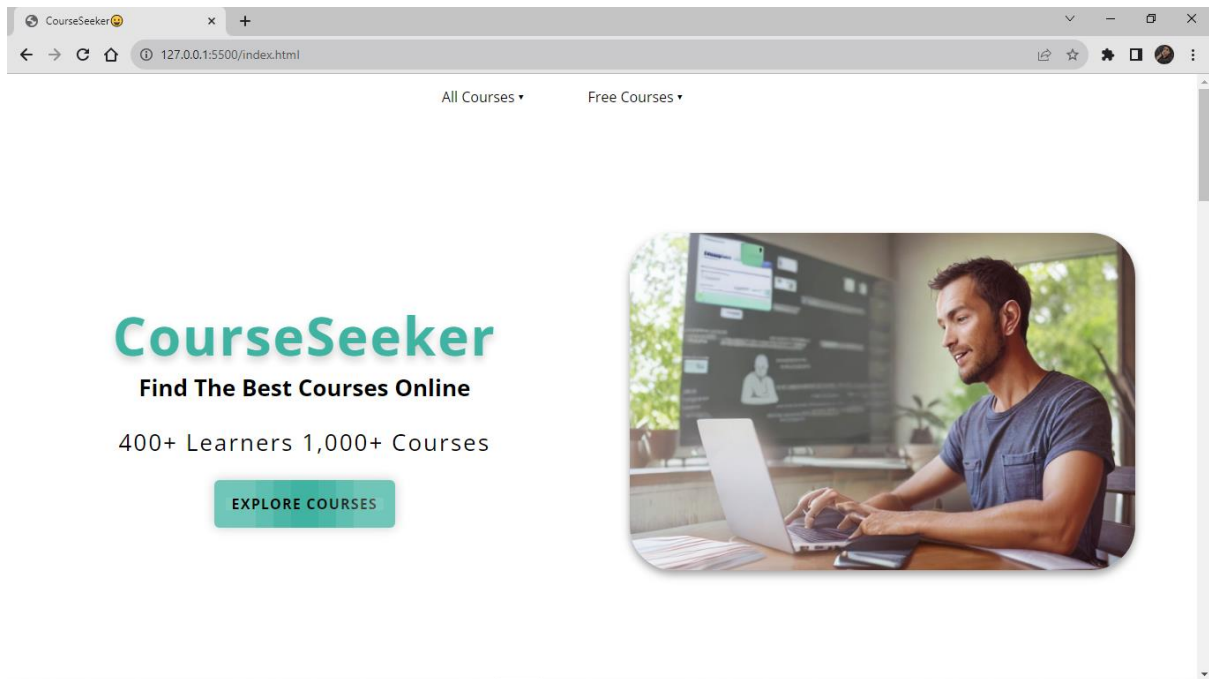 CourseSeeker😀
127.0.0.1:5500/index.html
All Courses ▾ Free Courses ▾
CourseSeeker
Find The Best Courses Online
400+ Learners 1,000+ Courses
EXPLORE COURSES